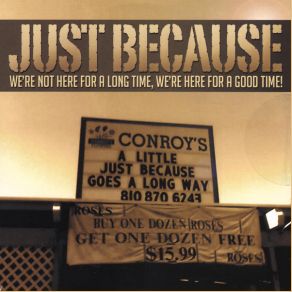 JUST BECAUSE
WE'RE NOT HERE FOR A LONG TIME, WE'RE HERE FOR A GOOD TIME!
CONROY'S
A LITTLE
JUST BECAUSE
GOES A LONG WAY
810 870 6243
ROSES ROSES
BUY ONE DOZEN ROSES
GET ONE DOZEN FREE
$15.99